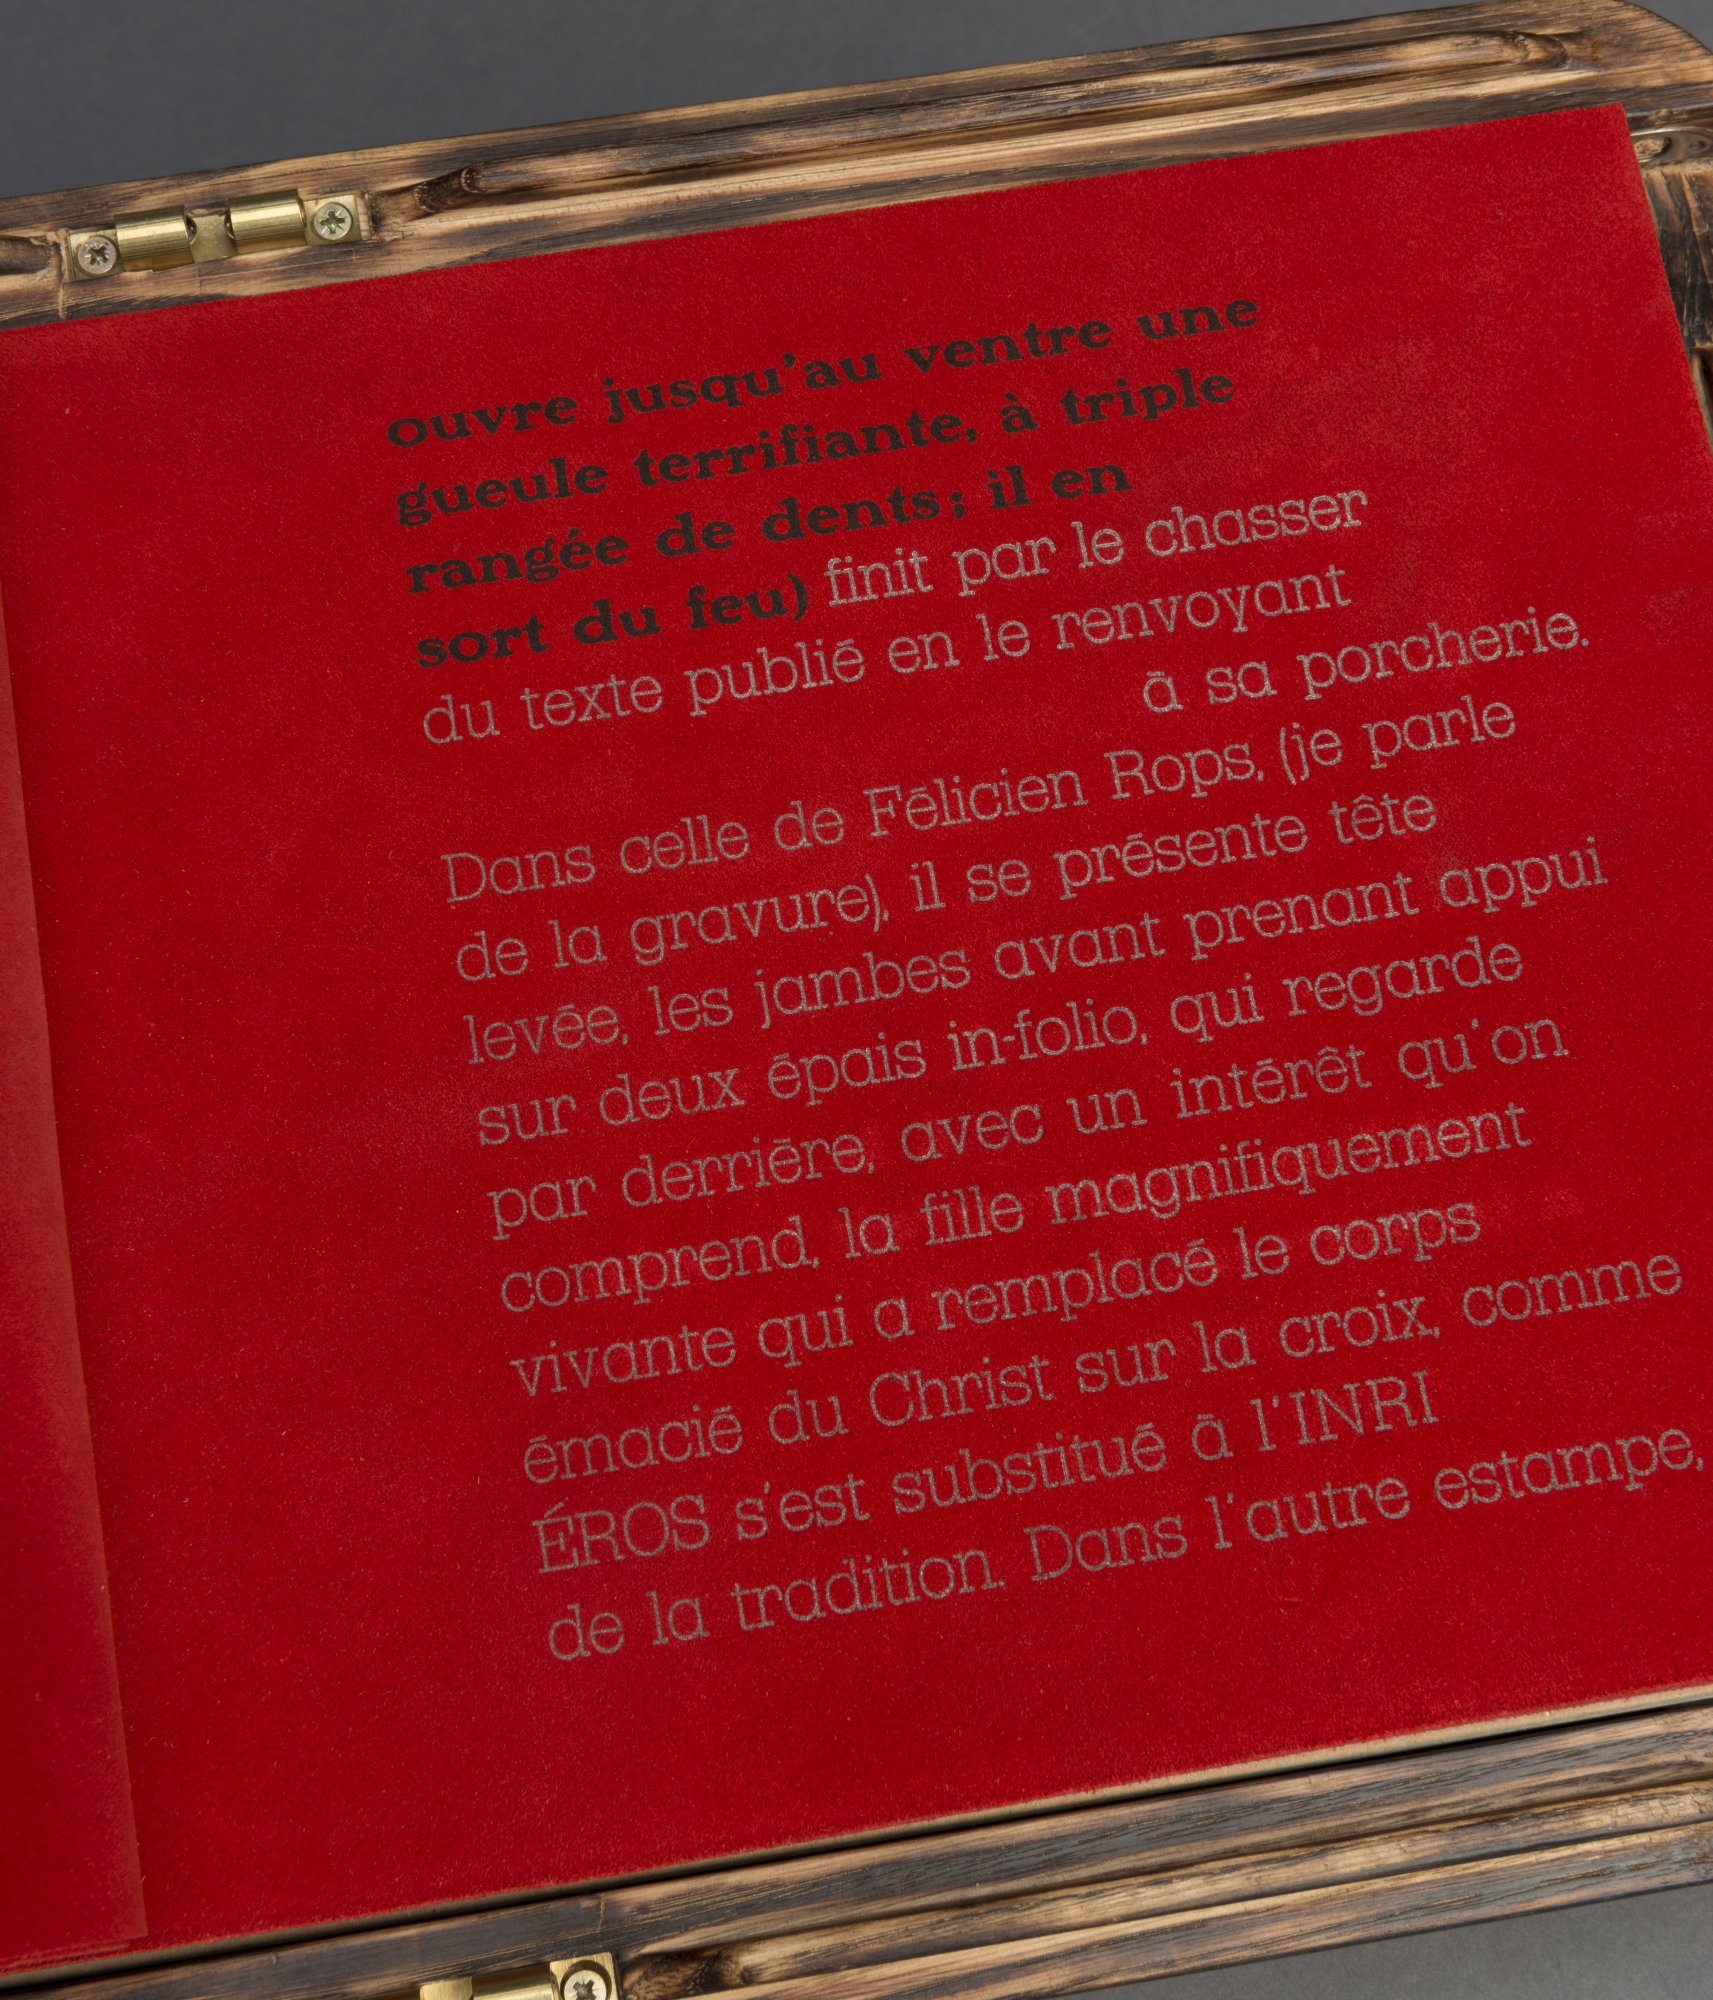 ouvre jusqu'au ventre une
gueule terrifiante, à triple
rangée de dents; il en
sort du feu) finit par le chasser
du texte publié en le renvoyant
à sa porcherie.
Dans celle de Félicien Rops, (je parle
de la gravure), il se présente tête
levée, les jambes avant prenant appui
sur deux épais in-folio, qui regarde
par derrière, avec un intérêt qu'on
comprend, la fille magnifiquement
vivante qui a remplacé le corps
émacié du Christ sur la croix, comme
ÉROS s'est substitué à l'INRI
de la tradition. Dans l'autre estampe,